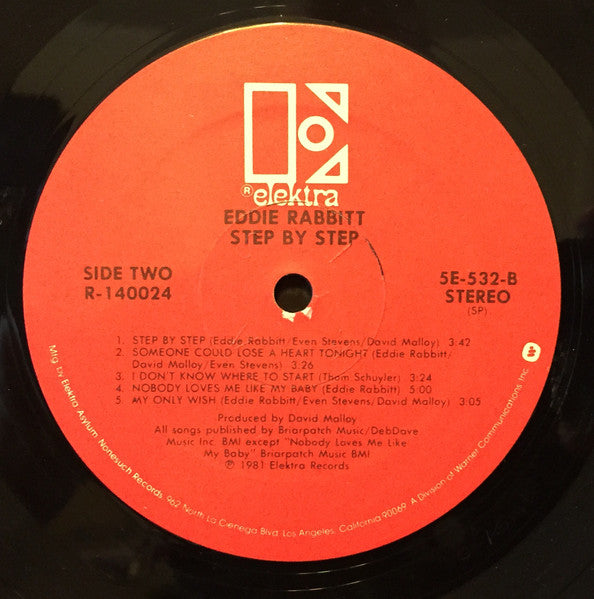 ® elektra
EDDIE RABBITT
STEP BY STEP
SIDE TWO
R-140024
5E-532-B
STEREO
(SP)
1. STEP BY STEP (Eddie Rabbitt/Even Stevens/David Malloy) 3:42
2. SOMEONE COULD LOSE A HEART TONIGHT (Eddie Rabbitt/
David Malloy/Even Stevens) 3:26
3. I DON'T KNOW WHERE TO START (Thom Schuyler) 3:24
4. NOBODY LOVES ME LIKE MY BABY (Eddie Rabbitt) 5:00
5. MY ONLY WISH (Eddie Rabbitt/Even Stevens/David Malloy) 3:05
Produced by David Malloy
All songs published by Briarpatch Music/DebDave
Music Inc. BMI except "Nobody Loves Me Like
My Baby" Briarpatch Music BMI
℗ 1981 Elektra Records
Mfg. by Elektra/Asylum/Nonesuch Records, 962 North La Cienega Blvd. Los Angeles, California 90069 A Division of Warner Communications Inc.